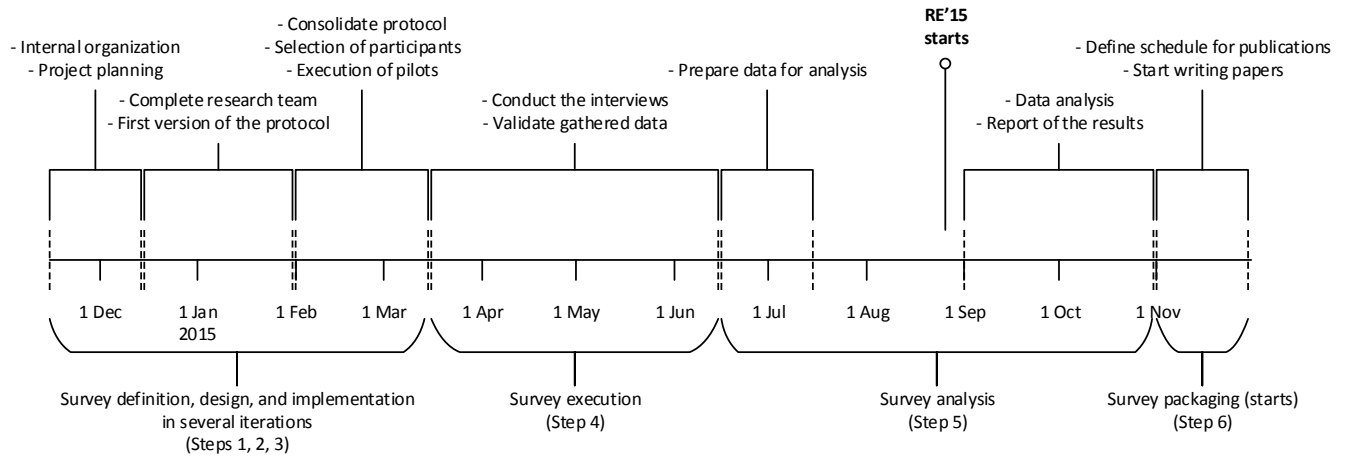 - Internal organization
- Project planning
- Complete research team
- First version of the protocol
- Consolidate protocol
- Selection of participants
- Execution of pilots
- Conduct the interviews
- Validate gathered data
- Prepare data for analysis
RE'15
starts
- Data analysis
- Report of the results
- Define schedule for publications
- Start writing papers
1 Dec
1 Jan
2015
1 Feb
1 Mar
1 Apr
1 May
1 Jun
1 Jul
1 Aug
1 Sep
1 Oct
1 Nov
Survey definition, design, and implementation
in several iterations
(Steps 1, 2, 3)
Survey execution
(Step 4)
Survey analysis
(Step 5)
Survey packaging (starts)
(Step 6)